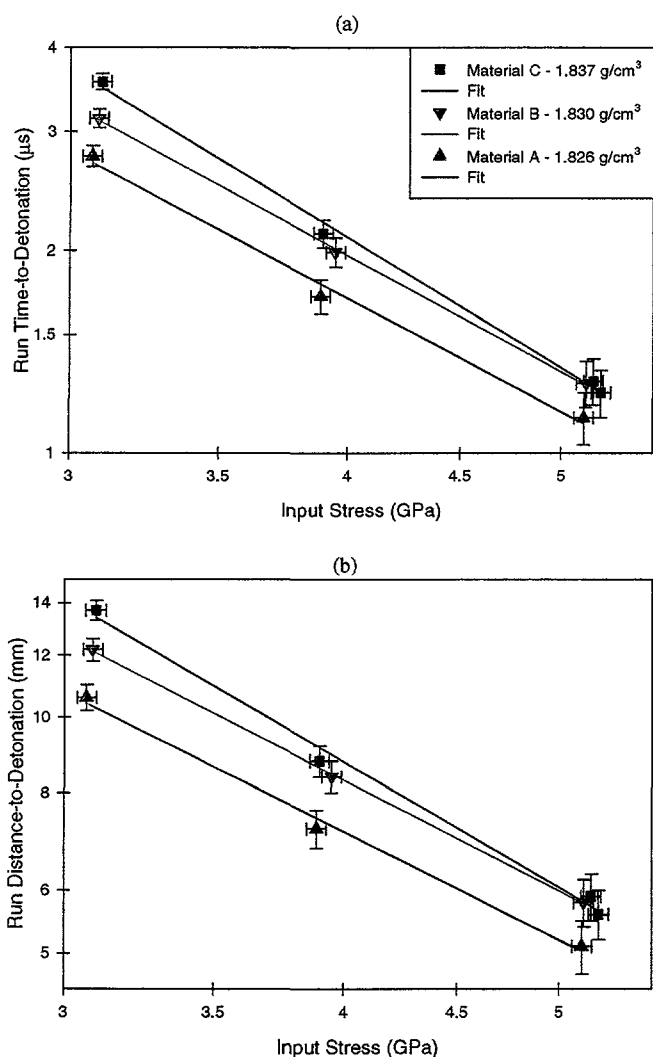 (a)
4
3
2
1.5
1
Run Time-to-Detonation (μs)
Material C - 1.837 g/cm³
Fit
Material B - 1.830 g/cm³
Fit
Material A - 1.826 g/cm³
Fit
3 3.5 4 4.5 5
Input Stress (GPa)
(b)
14
12
10
8
6
5
Run Distance-to-Detonation (mm)
3 3.5 4 4.5 5
Input Stress (GPa)